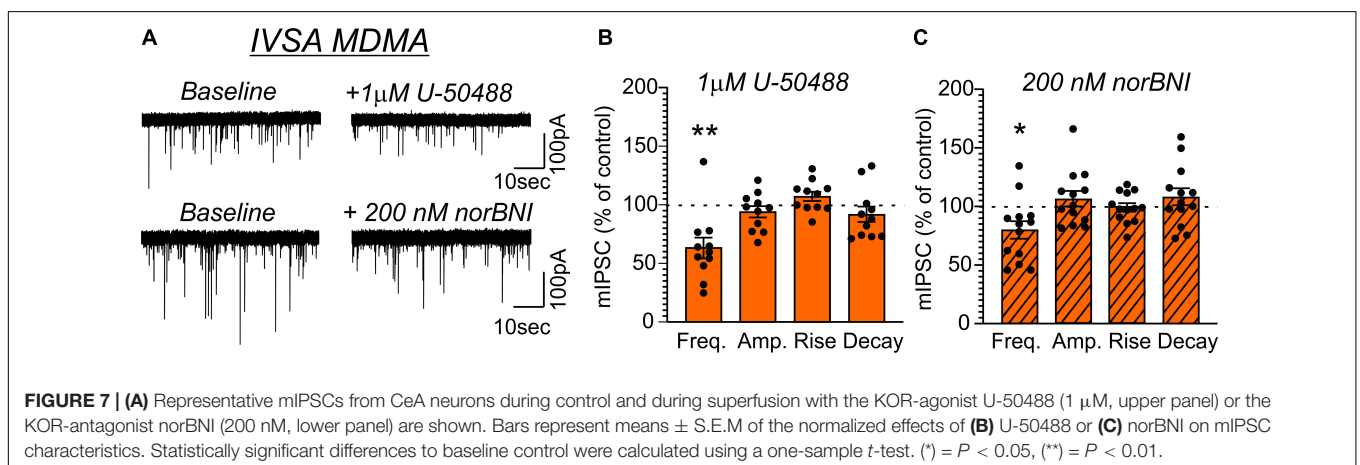 A
IVSA MDMA
Baseline
+1μM U-50488
100pA
10sec
Baseline
+ 200 nM norBNI
100pA
10sec
B
1μM U-50488
mIPSC (% of control)
200
150
100
50
0
**
Freq. Amp. Rise Decay
C
200 nM norBNI
mIPSC (% of control)
200
150
100
50
0
*
Freq. Amp. Rise Decay
FIGURE 7 | (A) Representative mIPSCs from CeA neurons during control and during superfusion with the KOR-agonist U-50488 (1 μM, upper panel) or the
KOR-antagonist norBNI (200 nM, lower panel) are shown. Bars represent means ± S.E.M of the normalized effects of (B) U-50488 or (C) norBNI on mIPSC
characteristics. Statistically significant differences to baseline control were calculated using a one-sample t-test. (*) = P < 0.05, (**) = P < 0.01.